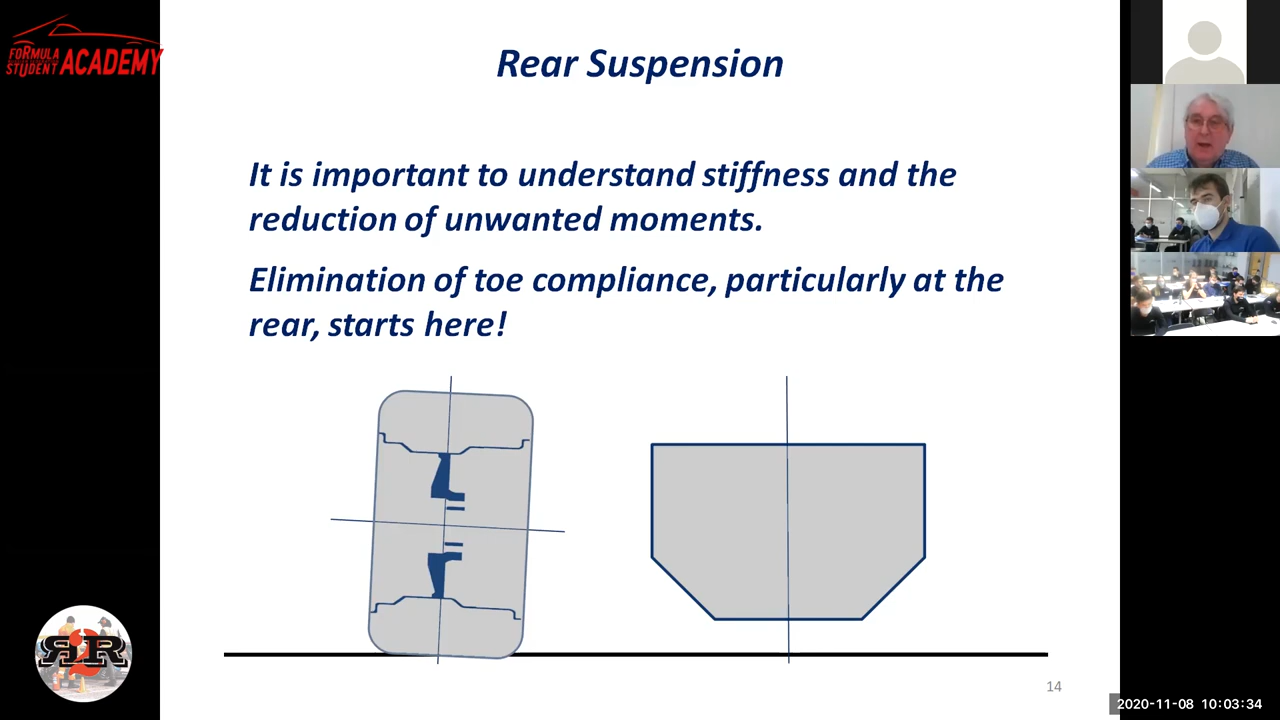 FORMULA
STUDENT ACADEMY
Rear Suspension
It is important to understand stiffness and the
reduction of unwanted moments.
Elimination of toe compliance, particularly at the
rear, starts here!
R2R
14
2020-11-08 10:03:34